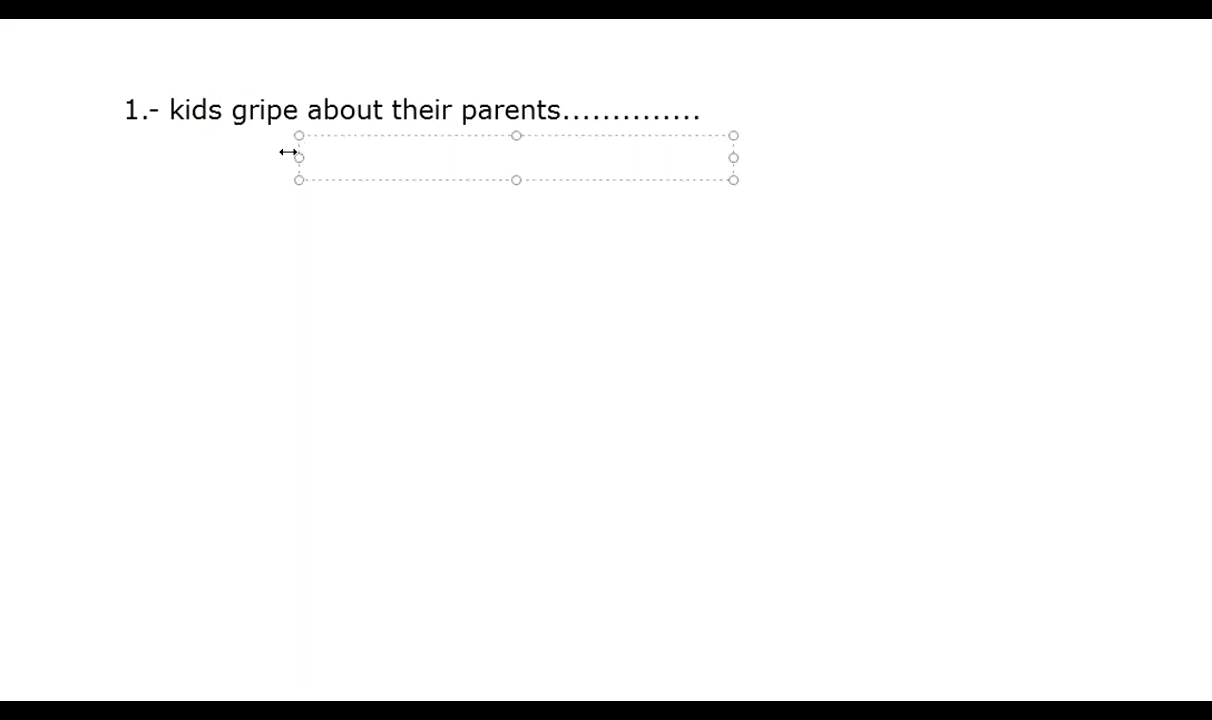 1.- kids gripe about their parents..............